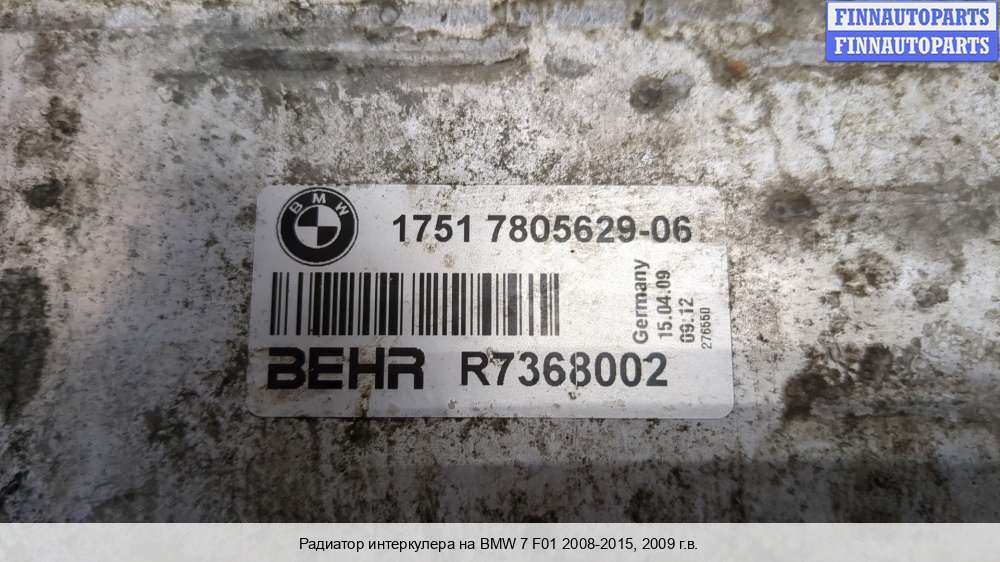 FINNAUTOPARTS
FINNAUTOPARTS
BMW
1751 7805629-06
Germany
15.04.09
09:12
276550
BEHR R7368002
Радиатор интеркулера на BMW 7 F01 2008-2015, 2009 г.в.